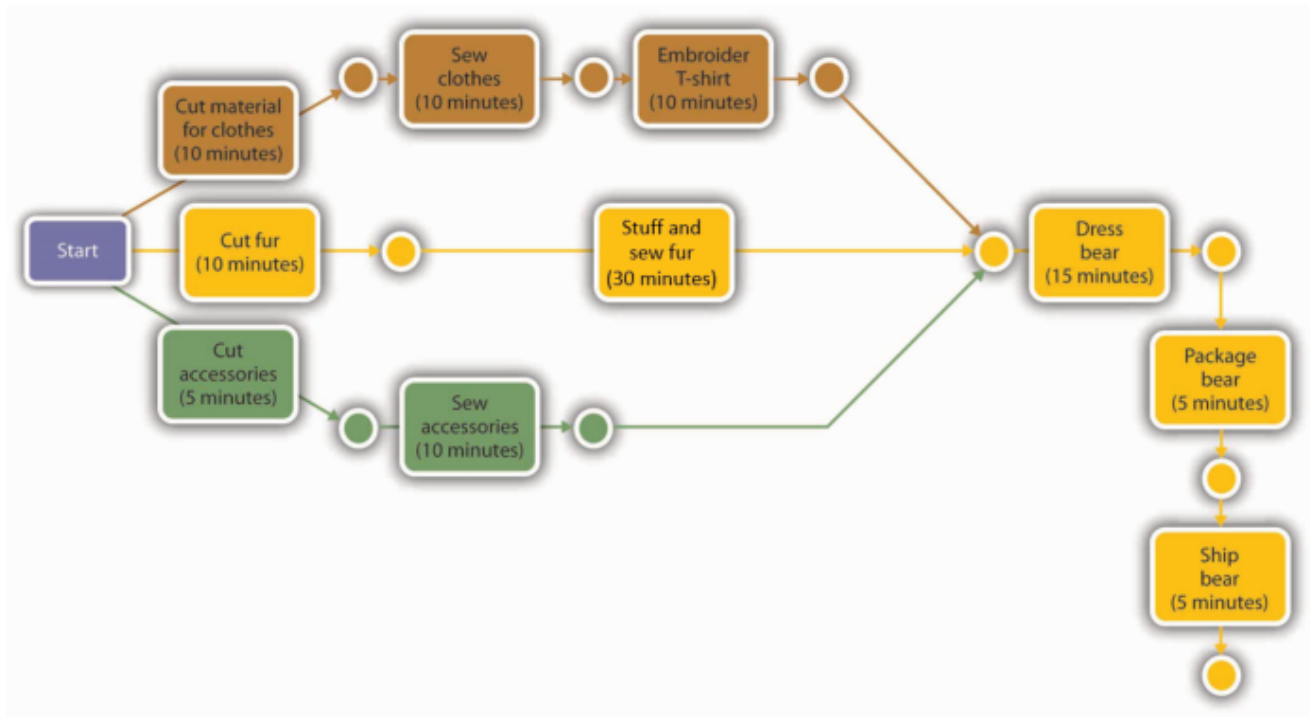 Sew
clothes
(10 minutes)
Embroider
T-shirt
(10 minutes)
Cut material
for clothes
(10 minutes)
Start
Cut fur
(10 minutes)
Stuff and
sew fur
(30 minutes)
Dress
bear
(15 minutes)
Cut
accessories
(5 minutes)
Sew
accessories
(10 minutes)
Package
bear
(5 minutes)
Ship
bear
(5 minutes)